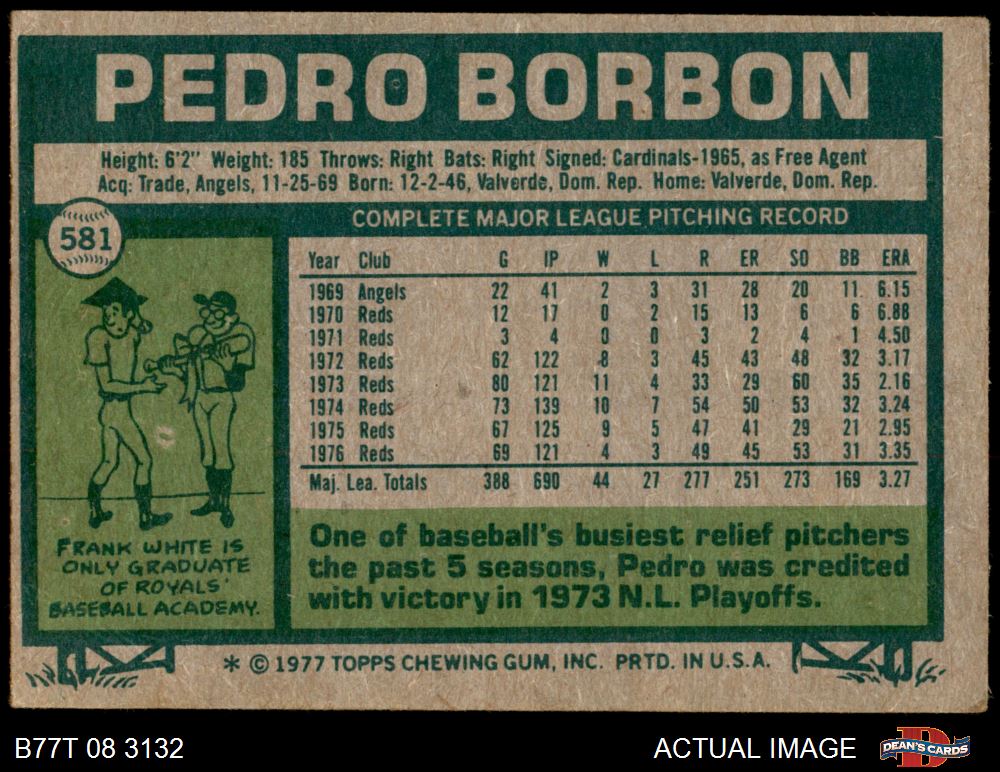 PEDRO BORBON
Height: 6'2" Weight: 185 Throws: Right Bats: Right Signed: Cardinals-1965, as Free Agent
Acq: Trade, Angels, 11-25-69 Born: 12-2-46, Valverde, Dom. Rep. Home: Valverde, Dom. Rep.
581
COMPLETE MAJOR LEAGUE PITCHING RECORD
Year Club G IP W L R ER SO BB ERA
1969 Angels 22 41 2 3 31 28 20 11 6.15
1970 Reds 12 17 0 2 15 13 6 6 6.88
1971 Reds 3 4 0 0 3 2 4 1 4.50
1972 Reds 62 122 8 3 45 43 48 32 3.17
1973 Reds 80 121 11 4 33 29 60 35 2.16
1974 Reds 73 139 10 7 54 50 53 32 3.24
1975 Reds 67 125 9 5 47 41 29 21 2.95
1976 Reds 69 121 4 3 49 45 53 31 3.35
Maj. Lea. Totals 388 690 44 27 277 251 273 169 3.27
FRANK WHITE IS
ONLY GRADUATE
OF ROYALS'
BASEBALL ACADEMY.
One of baseball's busiest relief pitchers
the past 5 seasons, Pedro was credited
with victory in 1973 N.L. Playoffs.
* © 1977 TOPPS CHEWING GUM, INC. PRTD. IN U.S.A.
B77T 08 3132
ACTUAL IMAGE
D
DEAN'S CARDS